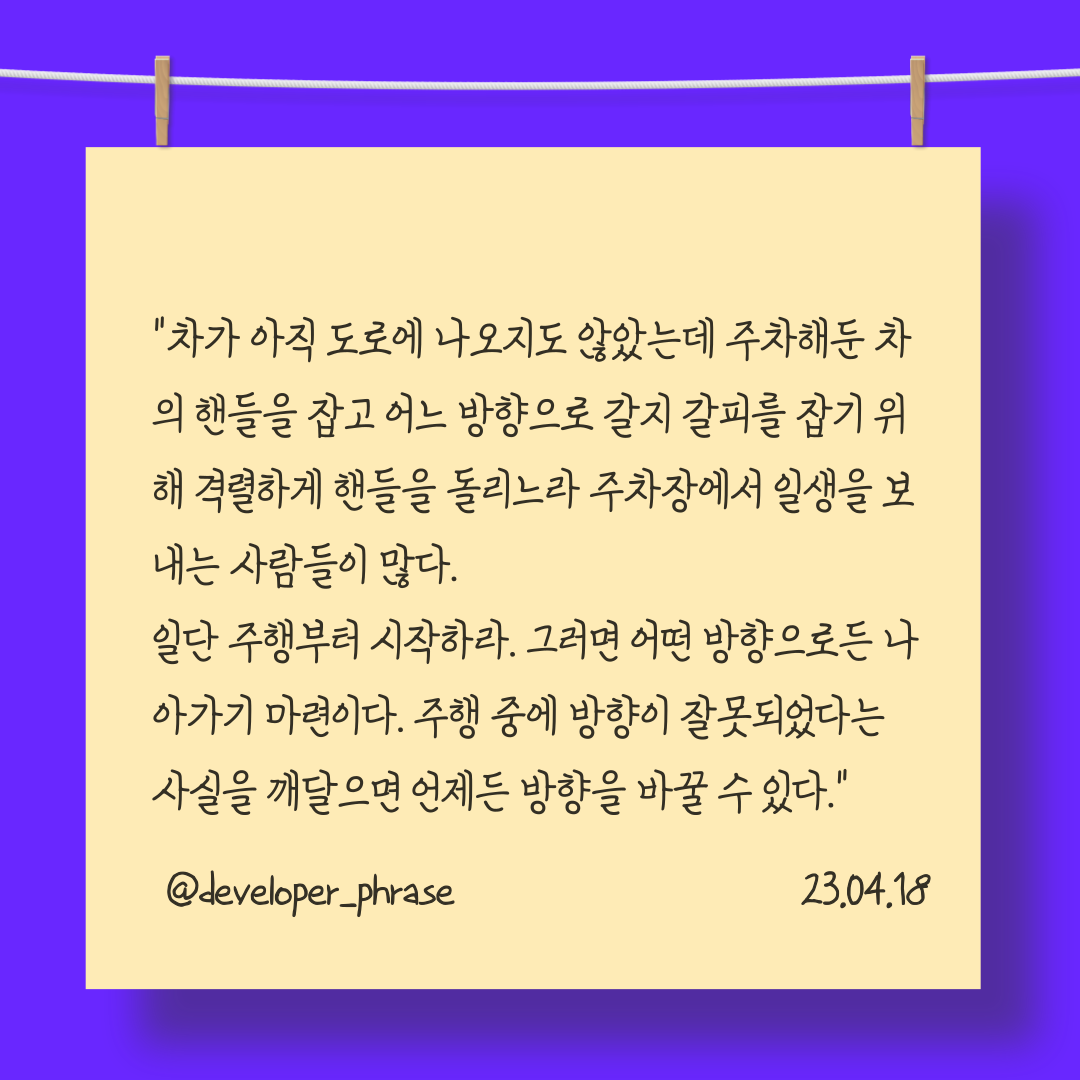 "차가 아직 도로에 나오지도 않았는데 주차해둔 차
의 핸들을 잡고 어느 방향으로 갈지 갈피를 잡기 위
해 격렬하게 핸들을 돌리느라 주차장에서 일생을 보
내는 사람들이 많다.
일단 주행부터 시작하라. 그러면 어떤 방향으로든 나
아가기 마련이다. 주행 중에 방향이 잘못되었다는
사실을 깨달으면 언제든 방향을 바꿀 수 있다."
@developer_phrase
23.04.18